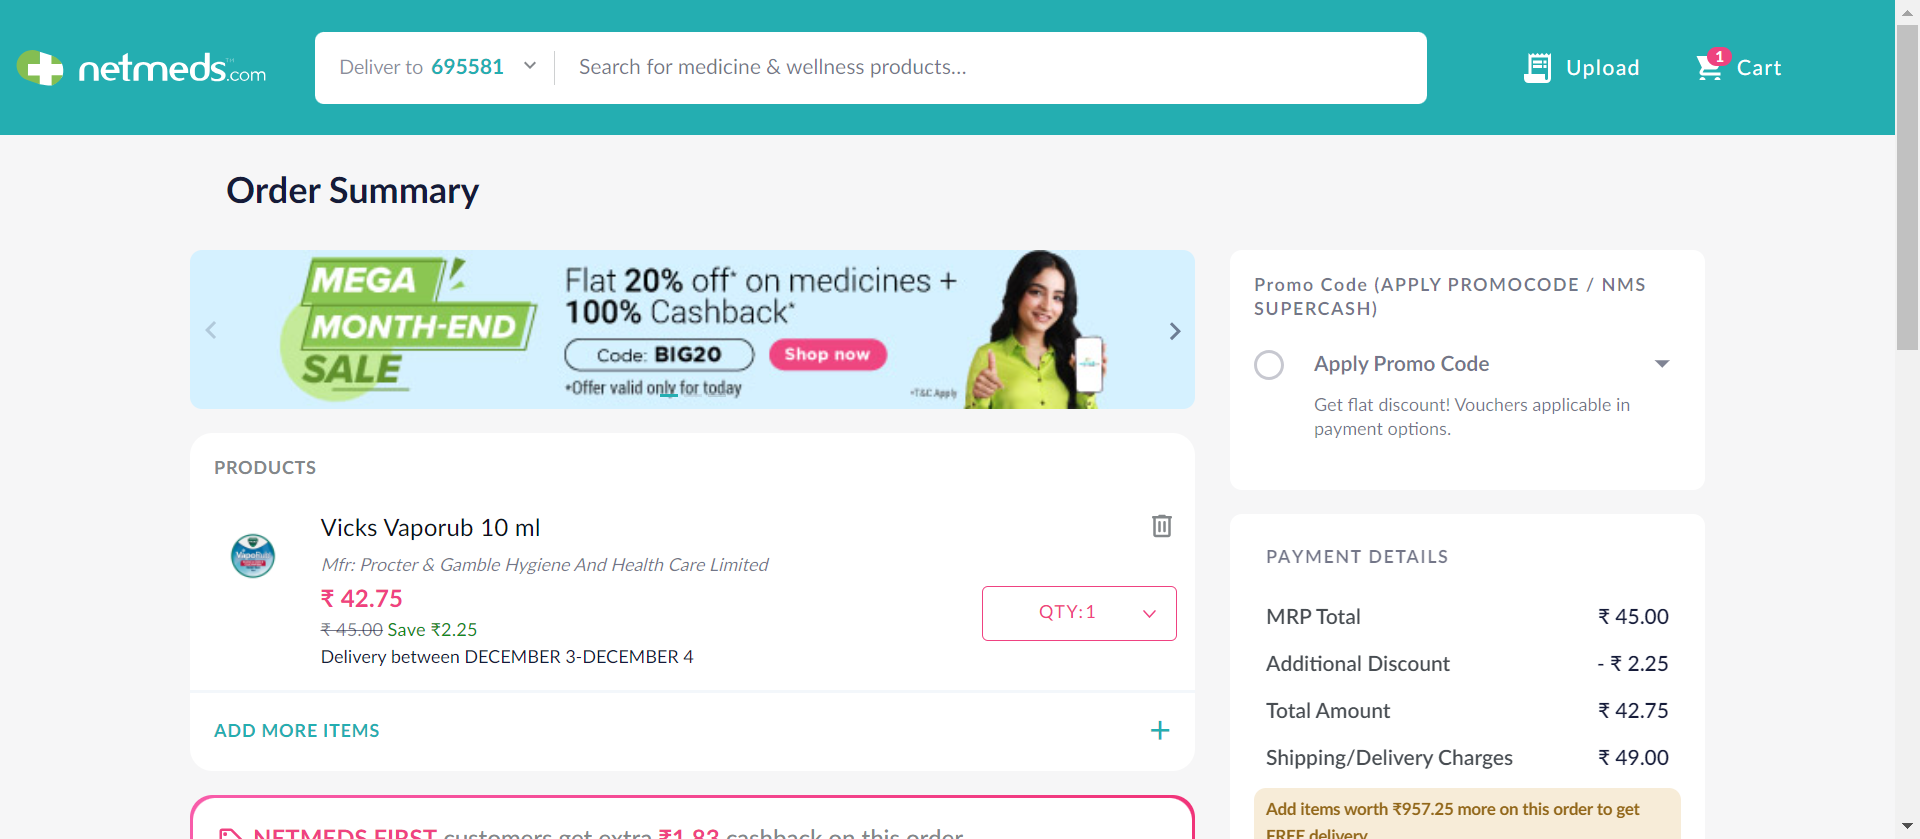 netmeds.com
Deliver to 695581
Search for medicine & wellness products...
Upload
1
Cart
Order Summary
MEGA
MONTH-END
SALE
Flat 20% off* on medicines +
100% Cashback*
Code: BIG20
Shop now
*Offer valid only for today
*T&C Apply
Promo Code (APPLY PROMOCODE / NMS
SUPERCASH)
Apply Promo Code
Get flat discount! Vouchers applicable in
payment options.
PRODUCTS
Vicks Vaporub 10 ml
Mfr: Procter & Gamble Hygiene And Health Care Limited
₹ 42.75
₹ 45.00 Save ₹2.25
Delivery between DECEMBER 3-DECEMBER 4
QTY:1
ADD MORE ITEMS
+
NETMEDS FIRST customers get extra ₹1.83 cashback on this order
PAYMENT DETAILS
MRP Total ₹ 45.00
Additional Discount - ₹ 2.25
Total Amount ₹ 42.75
Shipping/Delivery Charges ₹ 49.00
Add items worth ₹957.25 more on this order to get
FREE delivery